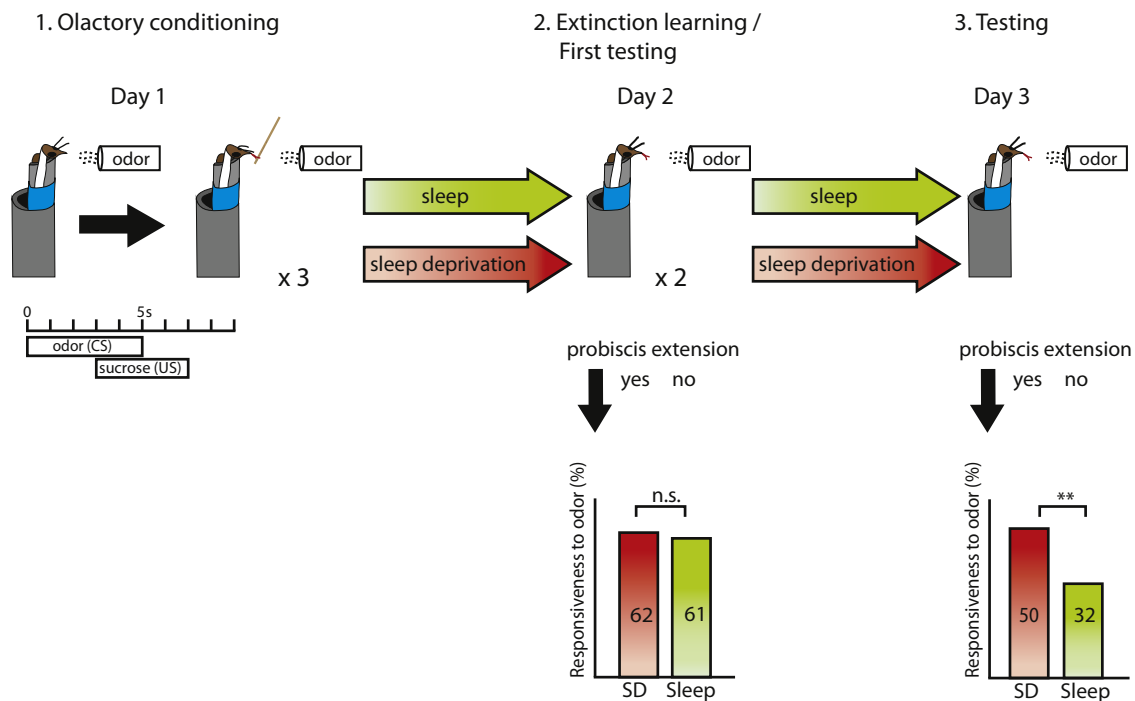 1. Olactory conditioning
2. Extinction learning /
First testing
3. Testing
Day 1
Day 2
Day 3
odor
odor
odor
odor
sleep
sleep
sleep deprivation
sleep deprivation
x 3
x 2
0
5s
odor (CS)
sucrose (US)
probiscis extension
yes no
probiscis extension
yes no
Responsiveness to odor (%)
n.s.
62
61
SD
Sleep
Responsiveness to odor (%)
**
50
32
SD
Sleep